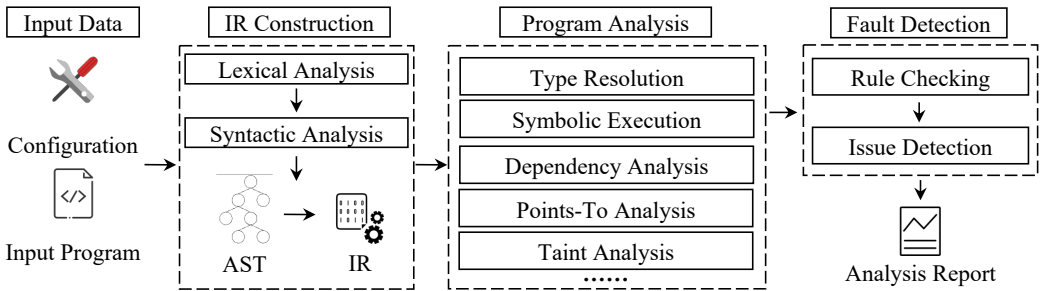 Input Data
Configuration
</>
Input Program
IR Construction
Lexical Analysis
Syntactic Analysis
AST
IR
Program Analysis
Type Resolution
Symbolic Execution
Dependency Analysis
Points-To Analysis
Taint Analysis
......
Fault Detection
Rule Checking
Issue Detection
Analysis Report